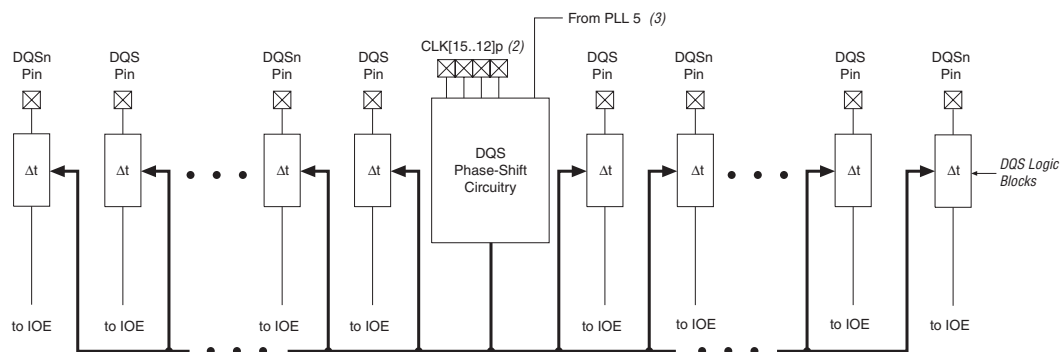 From PLL 5 (3)
CLK[15..12]p (2)
DQSn
Pin
DQS
Pin
DQSn
Pin
DQS
Pin
DQS
Pin
DQSn
Pin
DQS
Pin
DQSn
Pin
Δt
Δt
Δt
Δt
DQS
Phase-Shift
Circuitry
Δt
Δt
Δt
Δt
DQS Logic
Blocks
to IOE
to IOE
to IOE
to IOE
to IOE
to IOE
to IOE
to IOE